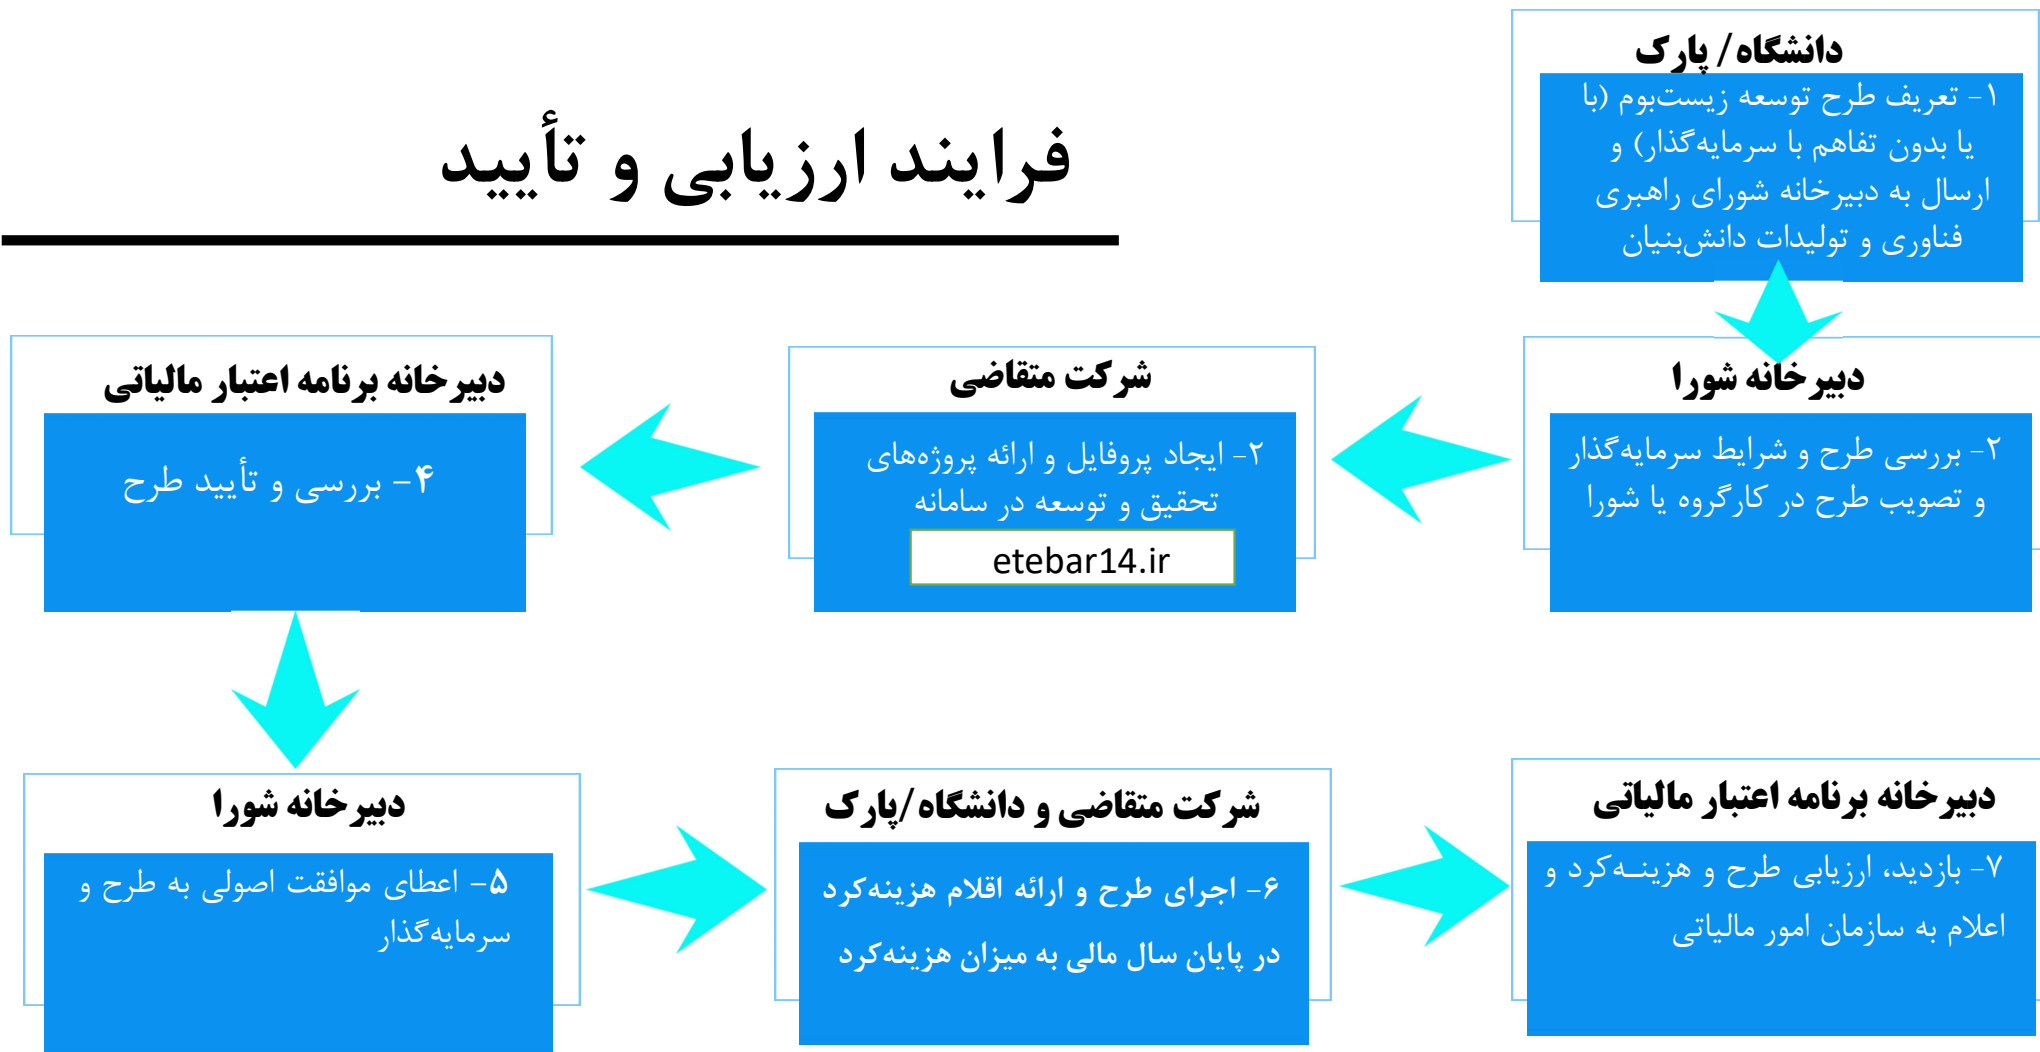 فرایند ارزیابی و تأیید
دانشگاه/ پارک
۱- تعریف طرح توسعه زیست‌بوم (با
یا بدون تفاهم با سرمایه‌گذار) و
ارسال به دبیرخانه شورای راهبری
فناوری و تولیدات دانش‌بنیان
دبیرخانه شورا
۲- بررسی طرح و شرایط سرمایه‌گذار
و تصویب طرح در کارگروه یا شورا
شرکت متقاضی
۲- ایجاد پروفایل و ارائه پروژه‌های
تحقیق و توسعه در سامانه
etebar14.ir
دبیرخانه برنامه اعتبار مالیاتی
۴- بررسی و تأیید طرح
دبیرخانه شورا
۵- اعطای موافقت اصولی به طرح و
سرمایه‌گذار
شرکت متقاضی و دانشگاه/پارک
۶- اجرای طرح و ارائه اقلام هزینه‌کرد
در پایان سال مالی به میزان هزینه‌کرد
دبیرخانه برنامه اعتبار مالیاتی
۷- بازدید، ارزیابی طرح و هزینــه‌کرد و
اعلام به سازمان امور مالیاتی